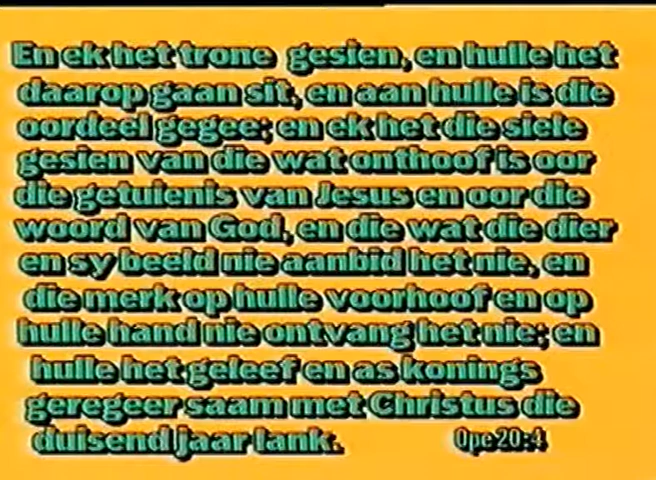 En ek het trone gesien, en hulle het
daarop gaan sit, en aan hulle is die
oordeel gegee; en ek het die siele
gesien van die wat onthoof is oor
die getuienis van Jesus en oor die
woord van God, en die wat die dier
en sy beeld nie aanbid het nie, en
die merk op hulle voorhoof en op
hulle hand nie ontvang het nie; en
hulle het geleef en as konings
geregeer saam met Christus die
duisend jaar lank.
Ope 20:4